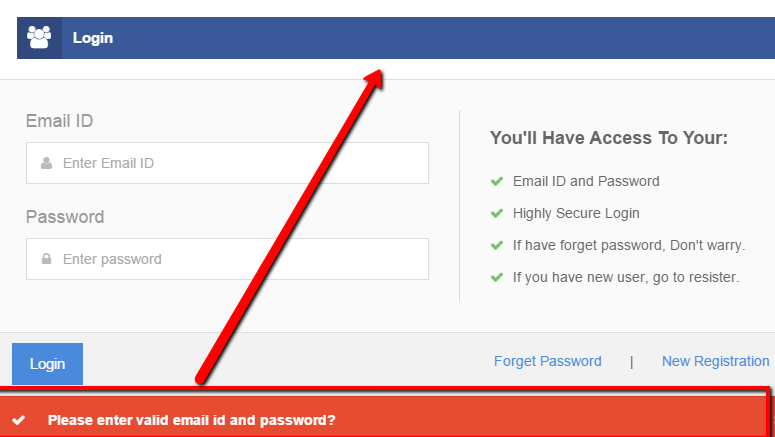 Login
Email ID
Enter Email ID
Password
Enter password
You'll Have Access To Your:
Email ID and Password
Highly Secure Login
If have forget password, Don't warry.
If you have new user, go to resister.
Login
Forget Password | New Registration
Please enter valid email id and password?